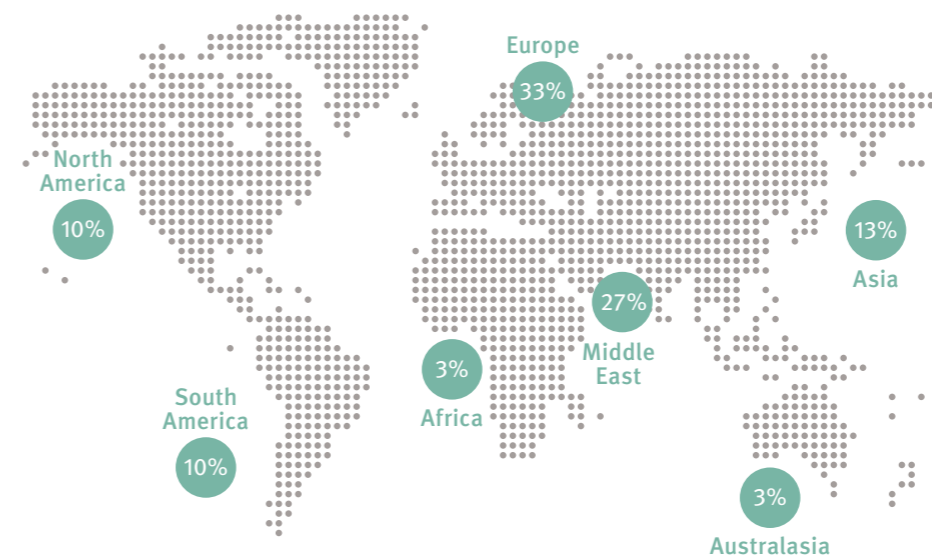 Europe
33%
North
America
10%
13%
Asia
27%
Middle
East
3%
Africa
South
America
10%
3%
Australasia